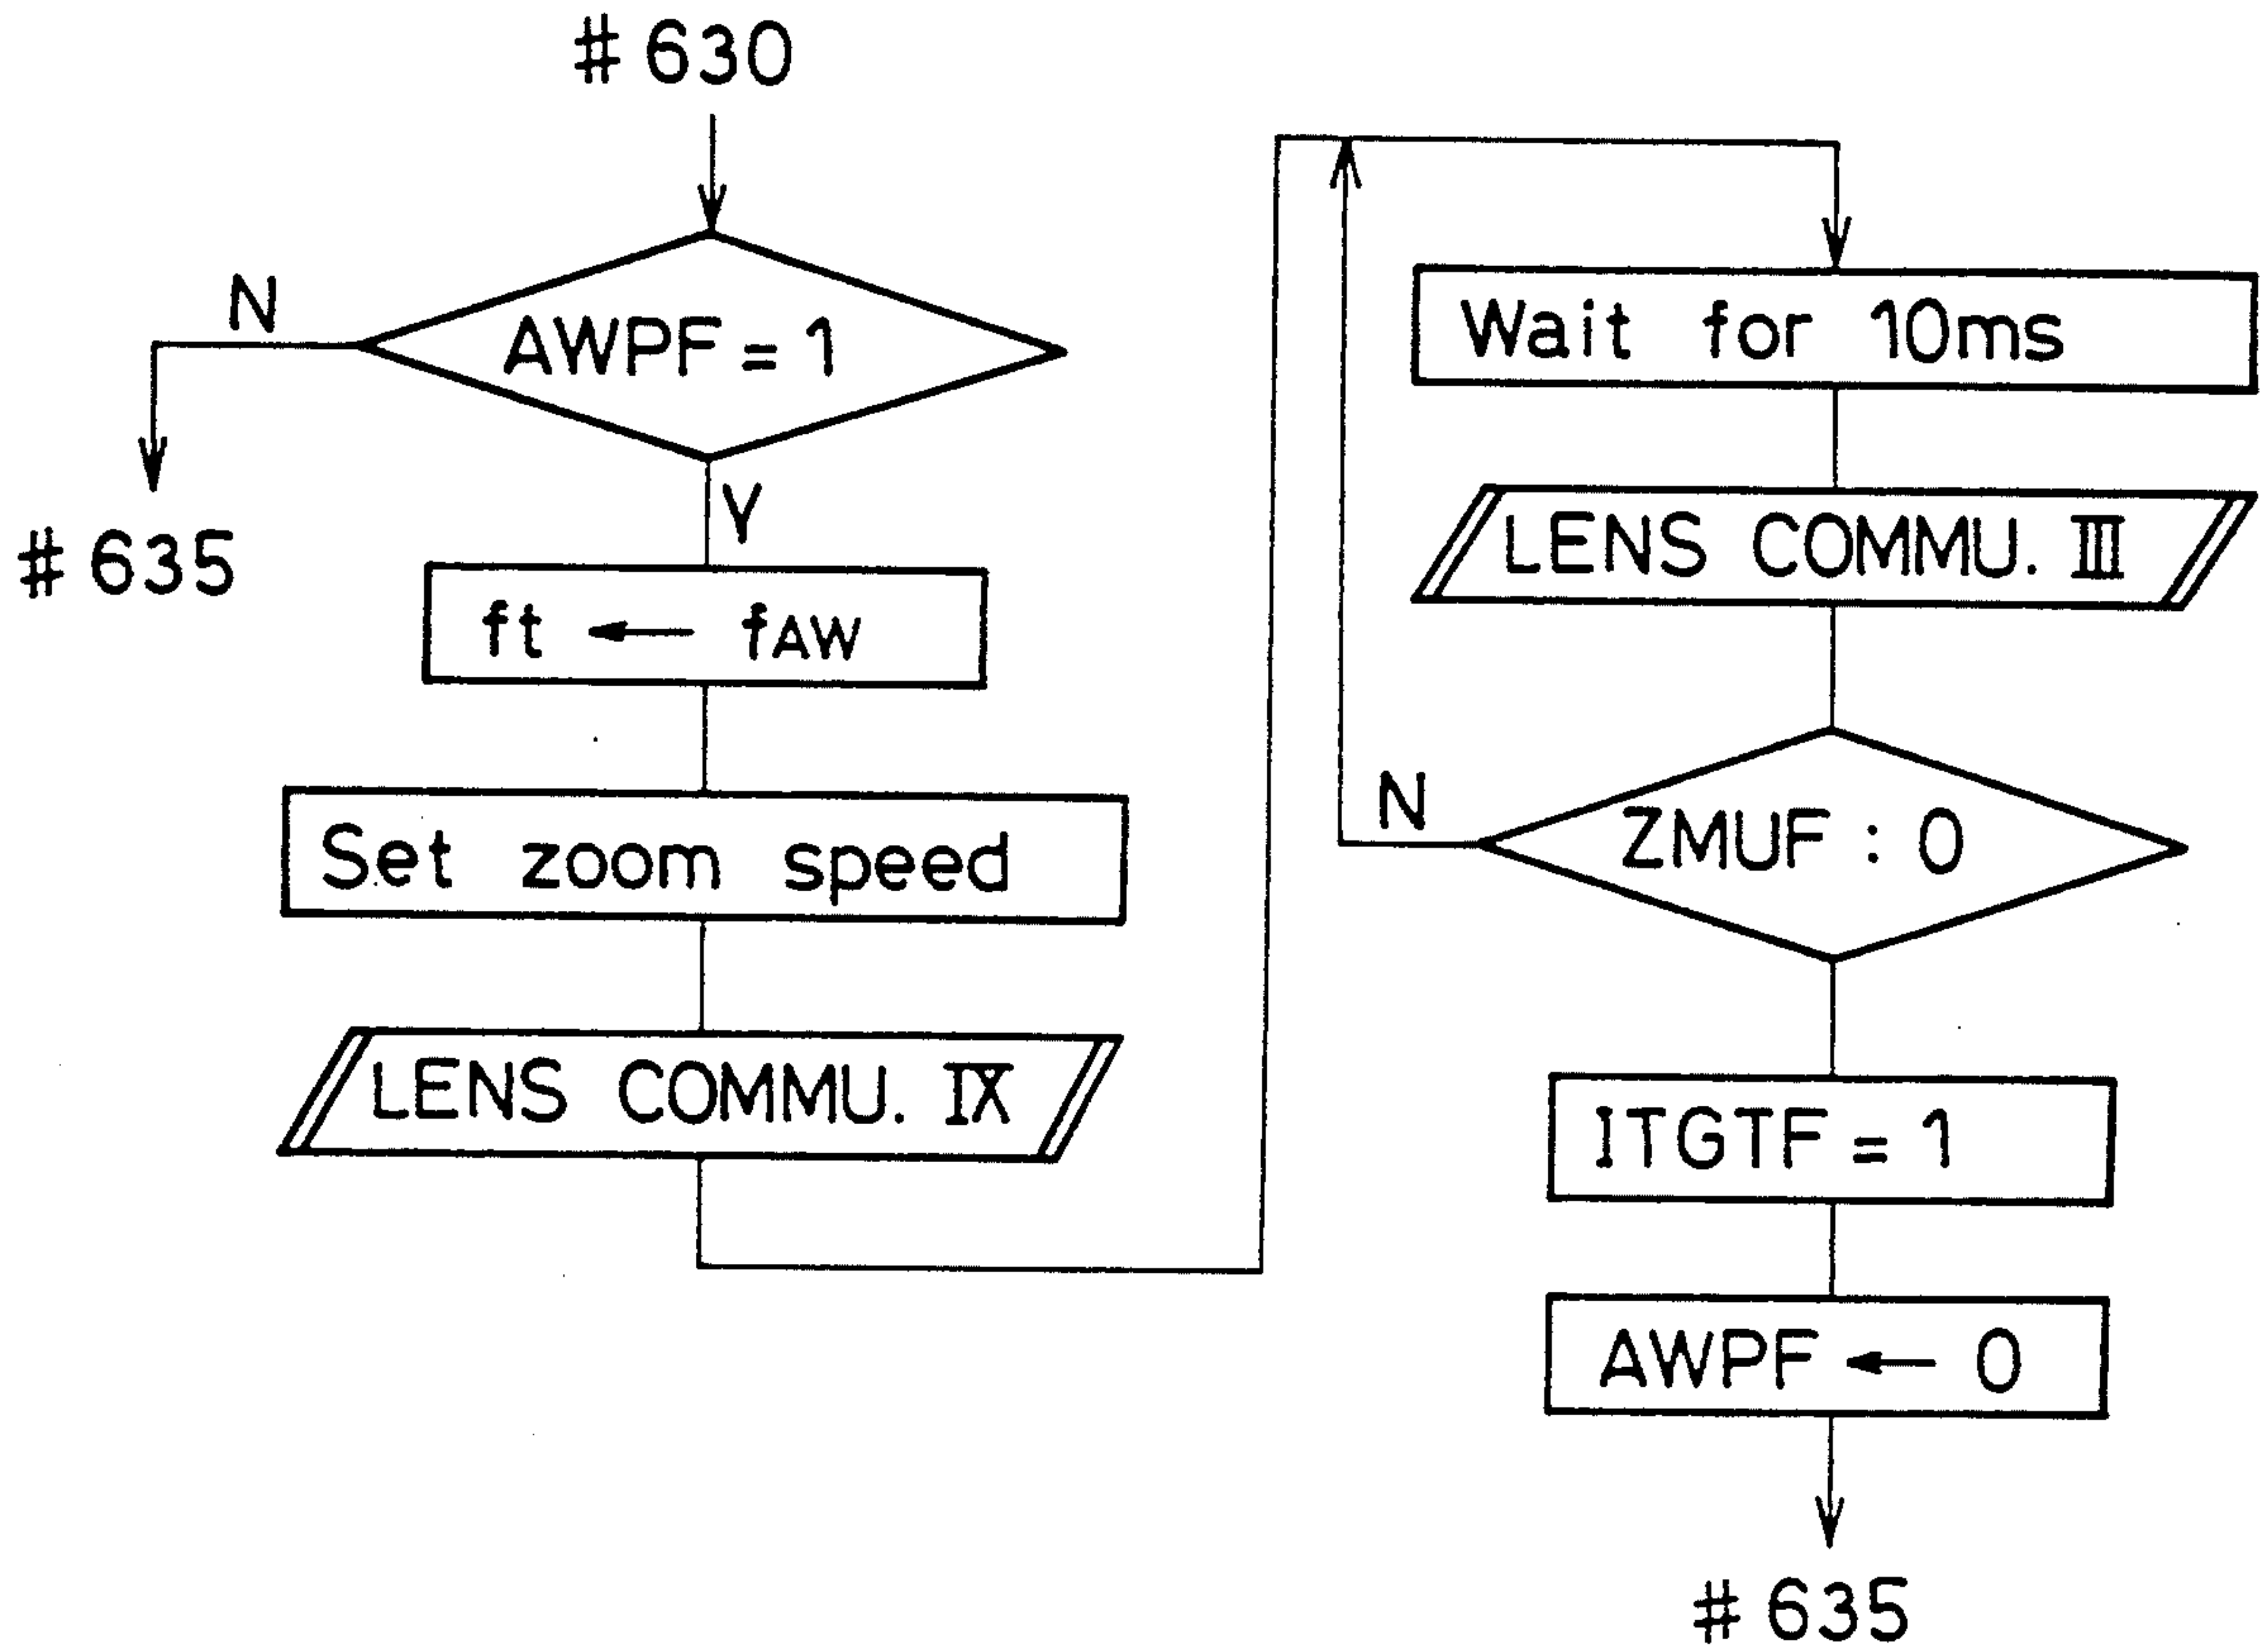 # 630
AWPF = 1
N
# 635
Y
ft ← fAW
Set zoom speed
LENS COMMU. IX
Wait for 10ms
LENS COMMU. III
ZMUF : 0
N
ITGTF = 1
AWPF ← 0
# 635